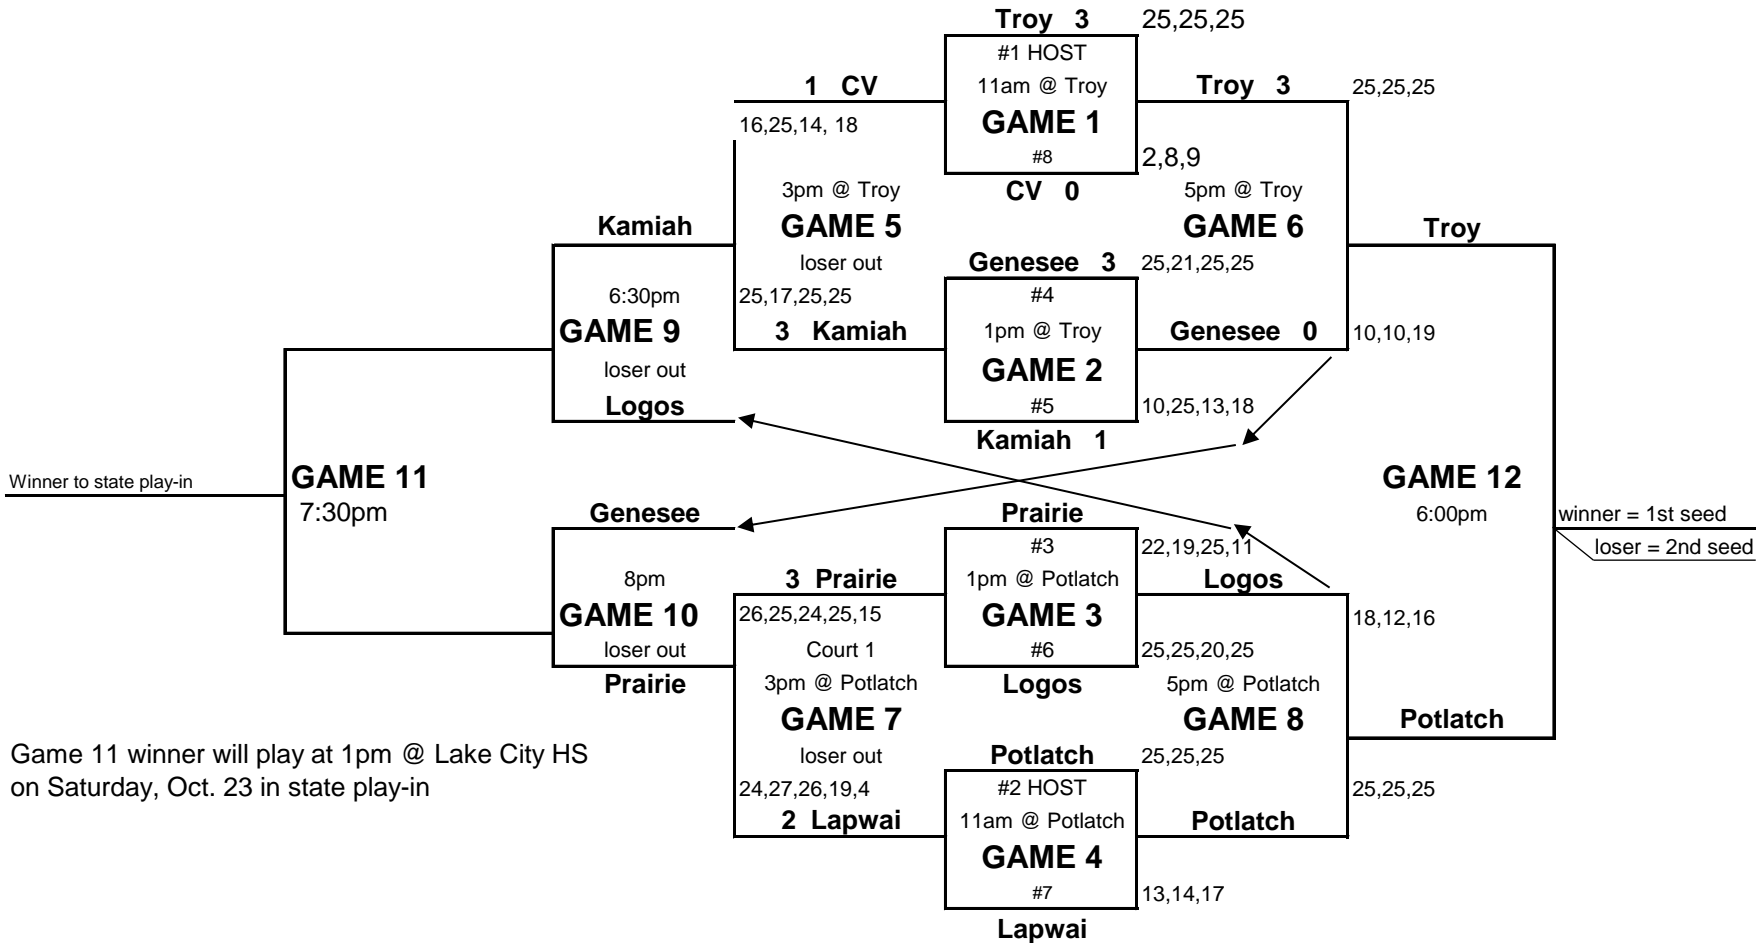 Troy 3 25,25,25
#1 HOST
1 CV 11am @ Troy Troy 3 25,25,25
16,25,14, 18 GAME 1
#8 2,8,9
3pm @ Troy CV 0 5pm @ Troy
Kamiah GAME 5 GAME 6 Troy
loser out Genesee 3 25,21,25,25
6:30pm 25,17,25,25 #4
GAME 9 3 Kamiah 1pm @ Troy Genesee 0 10,10,19
loser out GAME 2
Logos #5 10,25,13,18
Kamiah 1
Winner to state play-in GAME 11 GAME 12
7:30pm Genesee Prairie 6:00pm winner = 1st seed
#3 22,19,25,11 loser = 2nd seed
8pm 3 Prairie 1pm @ Potlatch Logos
GAME 10 26,25,24,25,15 GAME 3 18,12,16
loser out Court 1 #6 25,25,20,25
Prairie 3pm @ Potlatch Logos 5pm @ Potlatch
GAME 7 GAME 8 Potlatch
Game 11 winner will play at 1pm @ Lake City HS loser out Potlatch 25,25,25
on Saturday, Oct. 23 in state play-in 24,27,26,19,4 #2 HOST 25,25,25
2 Lapwai 11am @ Potlatch Potlatch
GAME 4
#7 13,14,17
Lapwai